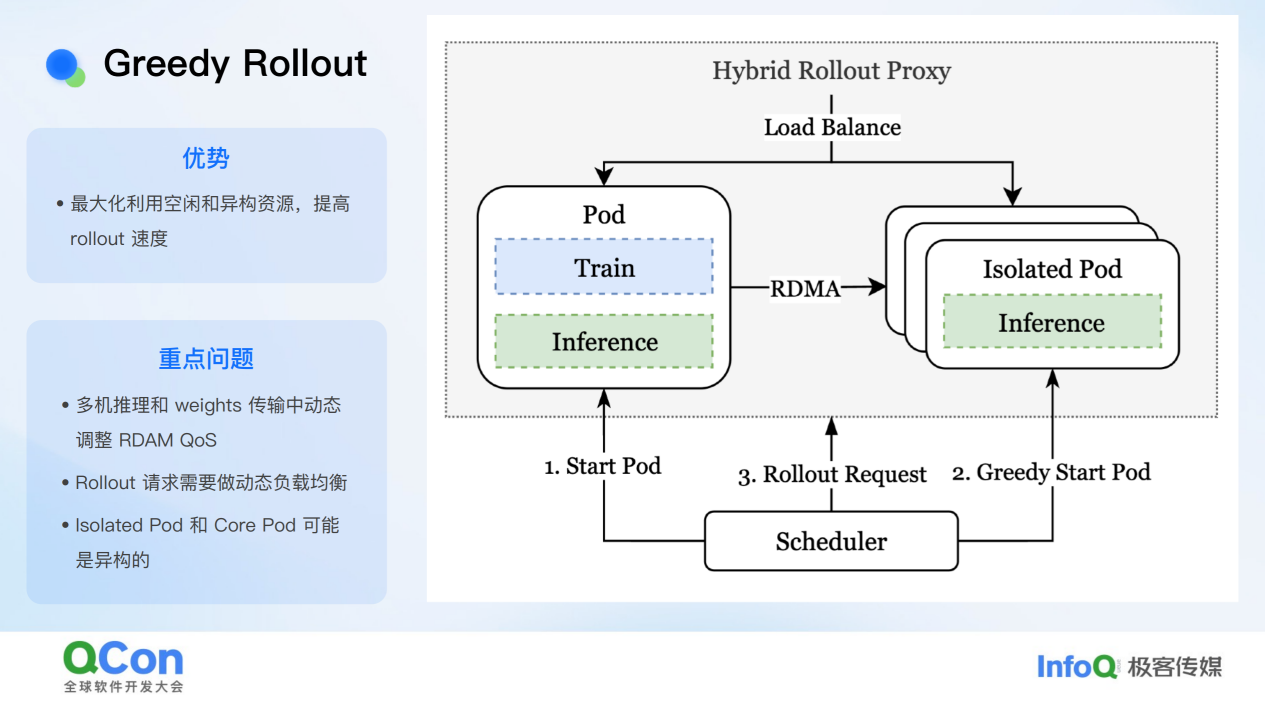 Greedy Rollout
优势
• 最大化利用空闲和异构资源，提高
rollout 速度
重点问题
• 多机推理和 weights 传输中动态
调整 RDAM QoS
• Rollout 请求需要做动态负载均衡
• Isolated Pod 和 Core Pod 可能
是异构的
Hybrid Rollout Proxy
Load Balance
Pod
Train
Inference
RDMA
Isolated Pod
Inference
1. Start Pod
3. Rollout Request
2. Greedy Start Pod
Scheduler
QCon
全球软件开发大会
InfoQ 极客传媒